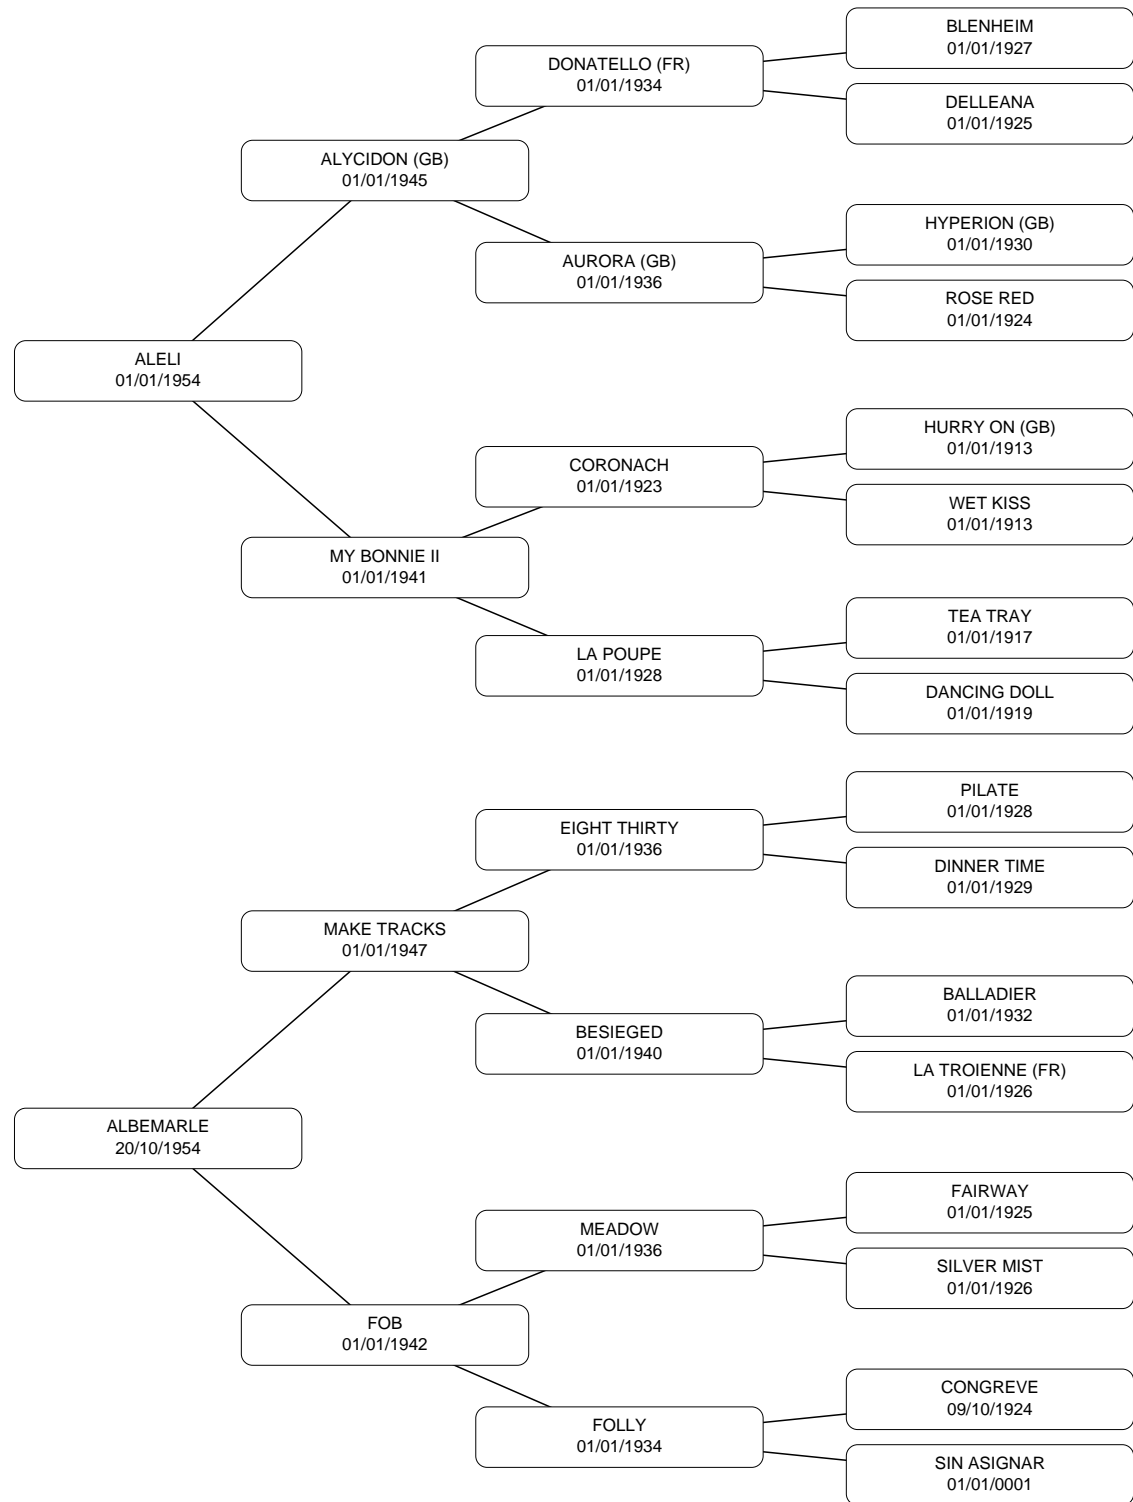 BLENHEIM
01/01/1927
DONATELLO (FR)
01/01/1934
DELLEANA
01/01/1925
ALYCIDON (GB)
01/01/1945
HYPERION (GB)
01/01/1930
AURORA (GB)
01/01/1936
ROSE RED
01/01/1924
ALELI
01/01/1954
HURRY ON (GB)
01/01/1913
CORONACH
01/01/1923
WET KISS
01/01/1913
MY BONNIE II
01/01/1941
TEA TRAY
01/01/1917
LA POUPE
01/01/1928
DANCING DOLL
01/01/1919
PILATE
01/01/1928
EIGHT THIRTY
01/01/1936
DINNER TIME
01/01/1929
MAKE TRACKS
01/01/1947
BALLADIER
01/01/1932
BESIEGED
01/01/1940
LA TROIENNE (FR)
01/01/1926
ALBEMARLE
20/10/1954
FAIRWAY
01/01/1925
MEADOW
01/01/1936
SILVER MIST
01/01/1926
FOB
01/01/1942
CONGREVE
09/10/1924
FOLLY
01/01/1934
SIN ASIGNAR
01/01/0001